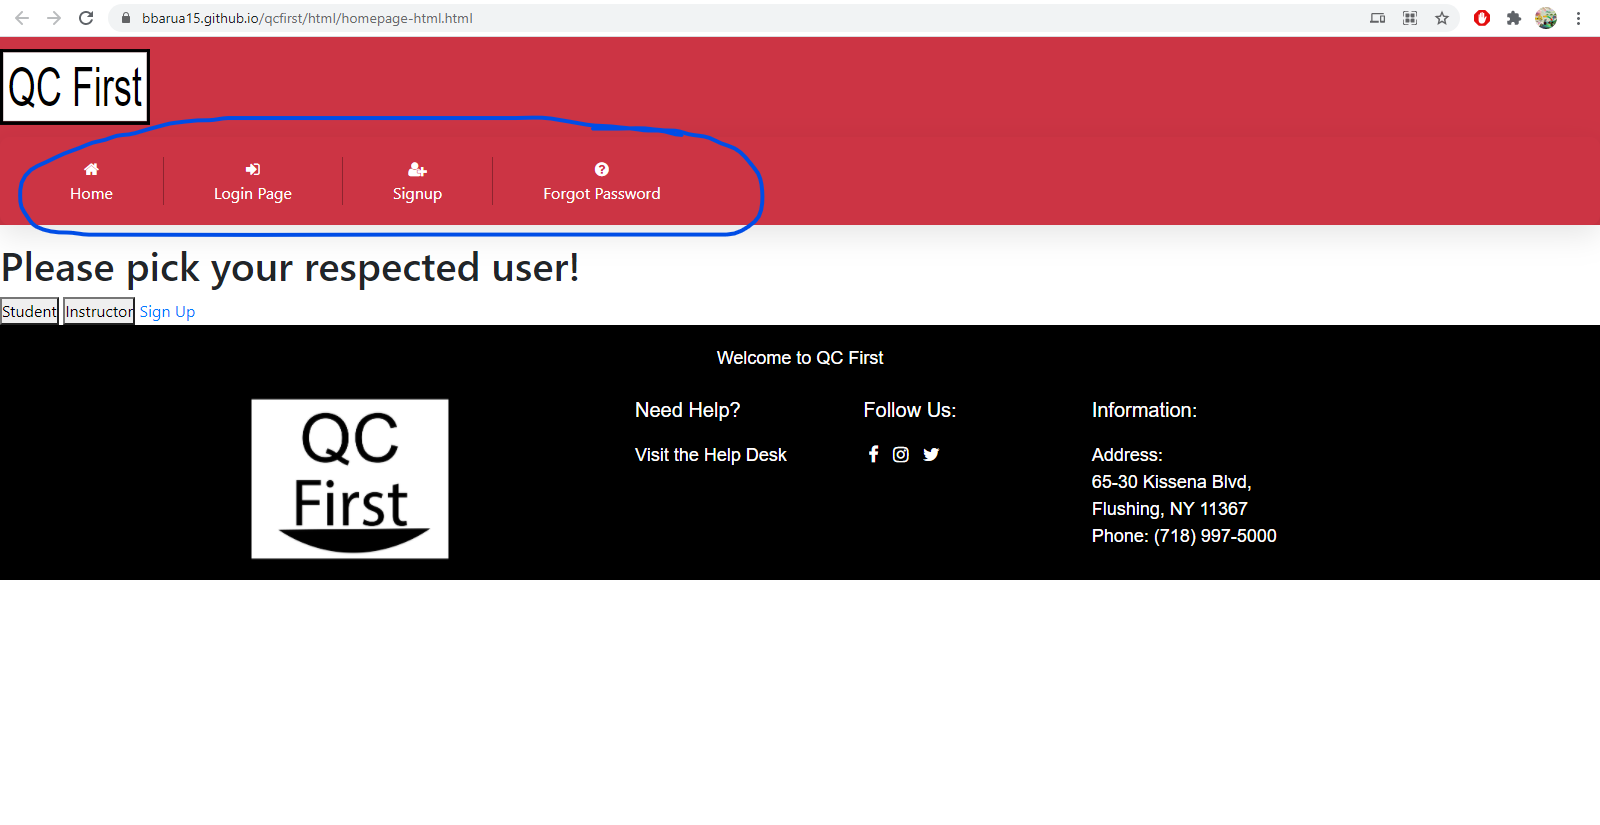 bbarua15.github.io/qcfirst/html/homepage-html.html
QC First
Home Login Page Signup Forgot Password
Please pick your respected user!
Student Instructor Sign Up
Welcome to QC First
QC
First
Need Help?
Visit the Help Desk
Follow Us:
Information:
Address:
65-30 Kissena Blvd,
Flushing, NY 11367
Phone: (718) 997-5000